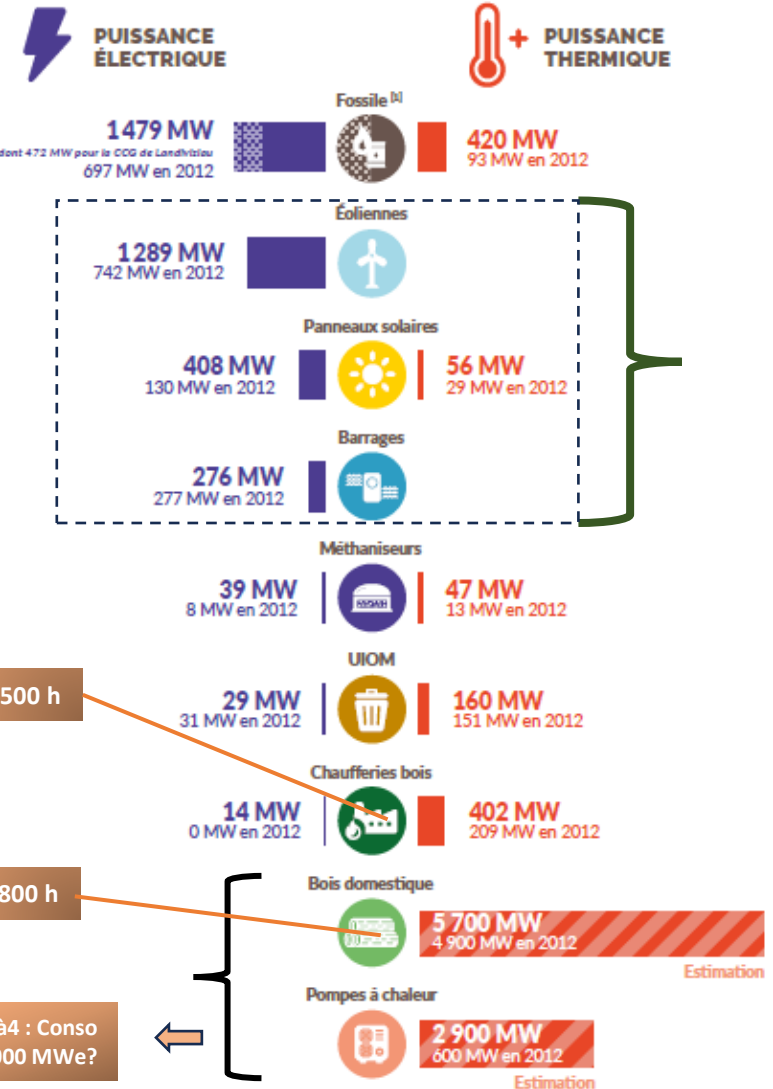 PUISSANCE
ÉLECTRIQUE
+ PUISSANCE
THERMIQUE
Fossile [1]
1479 MW
dont 472 MW pour la CCG de Landivisiau
697 MW en 2012
420 MW
93 MW en 2012
Éoliennes
1289 MW
742 MW en 2012
Panneaux solaires
408 MW
130 MW en 2012
56 MW
29 MW en 2012
Barrages
276 MW
277 MW en 2012
Méthaniseurs
39 MW
8 MW en 2012
47 MW
13 MW en 2012
UIOM
500 h
29 MW
31 MW en 2012
160 MW
151 MW en 2012
Chaufferies bois
14 MW
0 MW en 2012
402 MW
209 MW en 2012
Bois domestique
800 h
5 700 MW
4 900 MW en 2012
Estimation
Pompes à chaleur
à4 : Conso
000 MWe?
2 900 MW
600 MW en 2012
Estimation